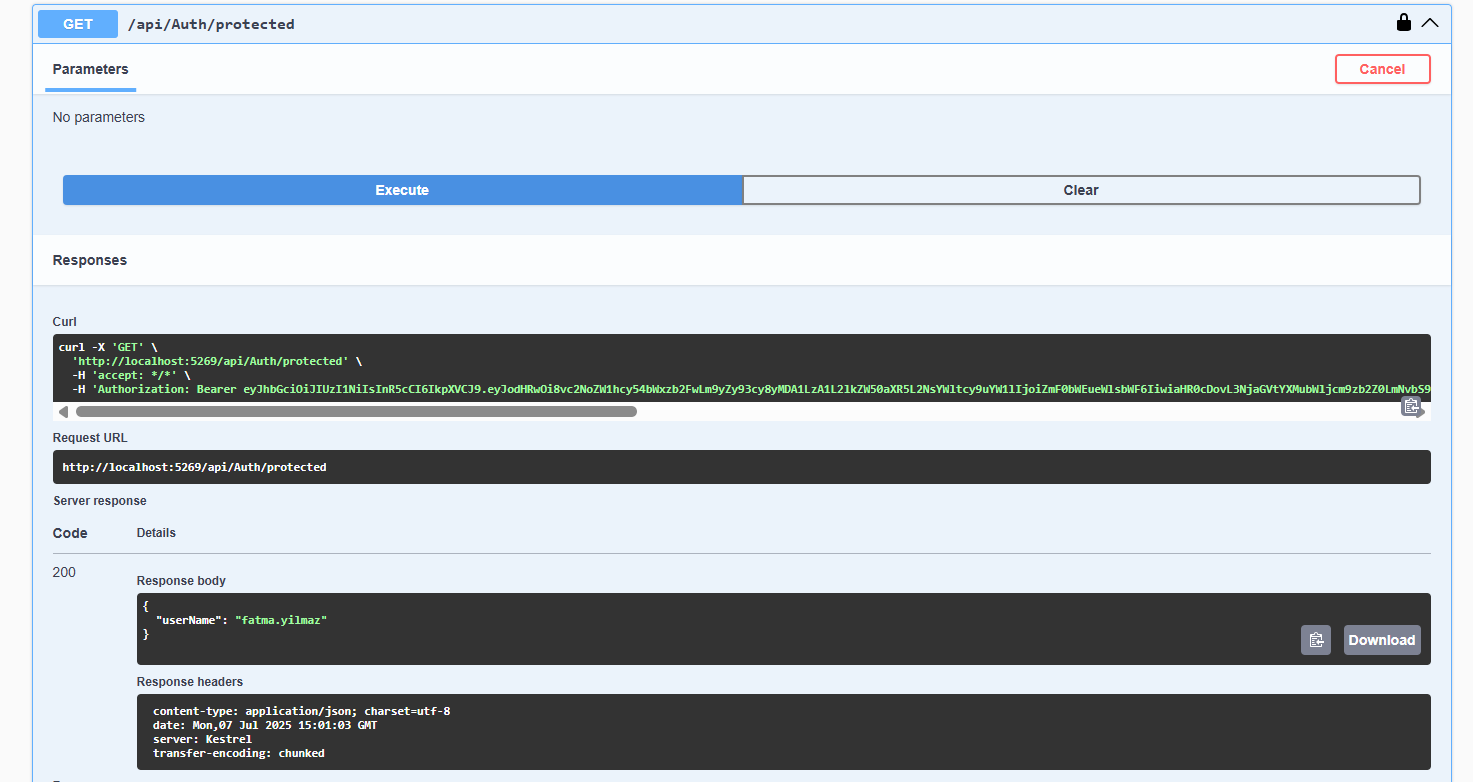 GET /api/Auth/protected
Parameters
Cancel
No parameters
Execute
Clear
Responses
Curl
curl -X 'GET' \
'http://localhost:5269/api/Auth/protected' \
-H 'accept: */*' \
-H 'Authorization: Bearer eyJhbGciOiJIUzI1NiIsInR5cCI6IkpXVCJ9.eyJodHRwOi8vc2NoZW1hcy54bWxzb2FwLm9yZy93cy8yMDA1LzA1L2lkZW50aXR5L2NsYWltcy9uYW1lIjoiZmF0bWEueWlsbWF6IiwiaHR0cDovL3NjaGVtYXMubWljcm9zb2Z0LmNvbS9
Request URL
http://localhost:5269/api/Auth/protected
Server response
Code
Details
200
Response body
{
"userName": "fatma.yilmaz"
}
Download
Response headers
content-type: application/json; charset=utf-8
date: Mon,07 Jul 2025 15:01:03 GMT
server: Kestrel
transfer-encoding: chunked